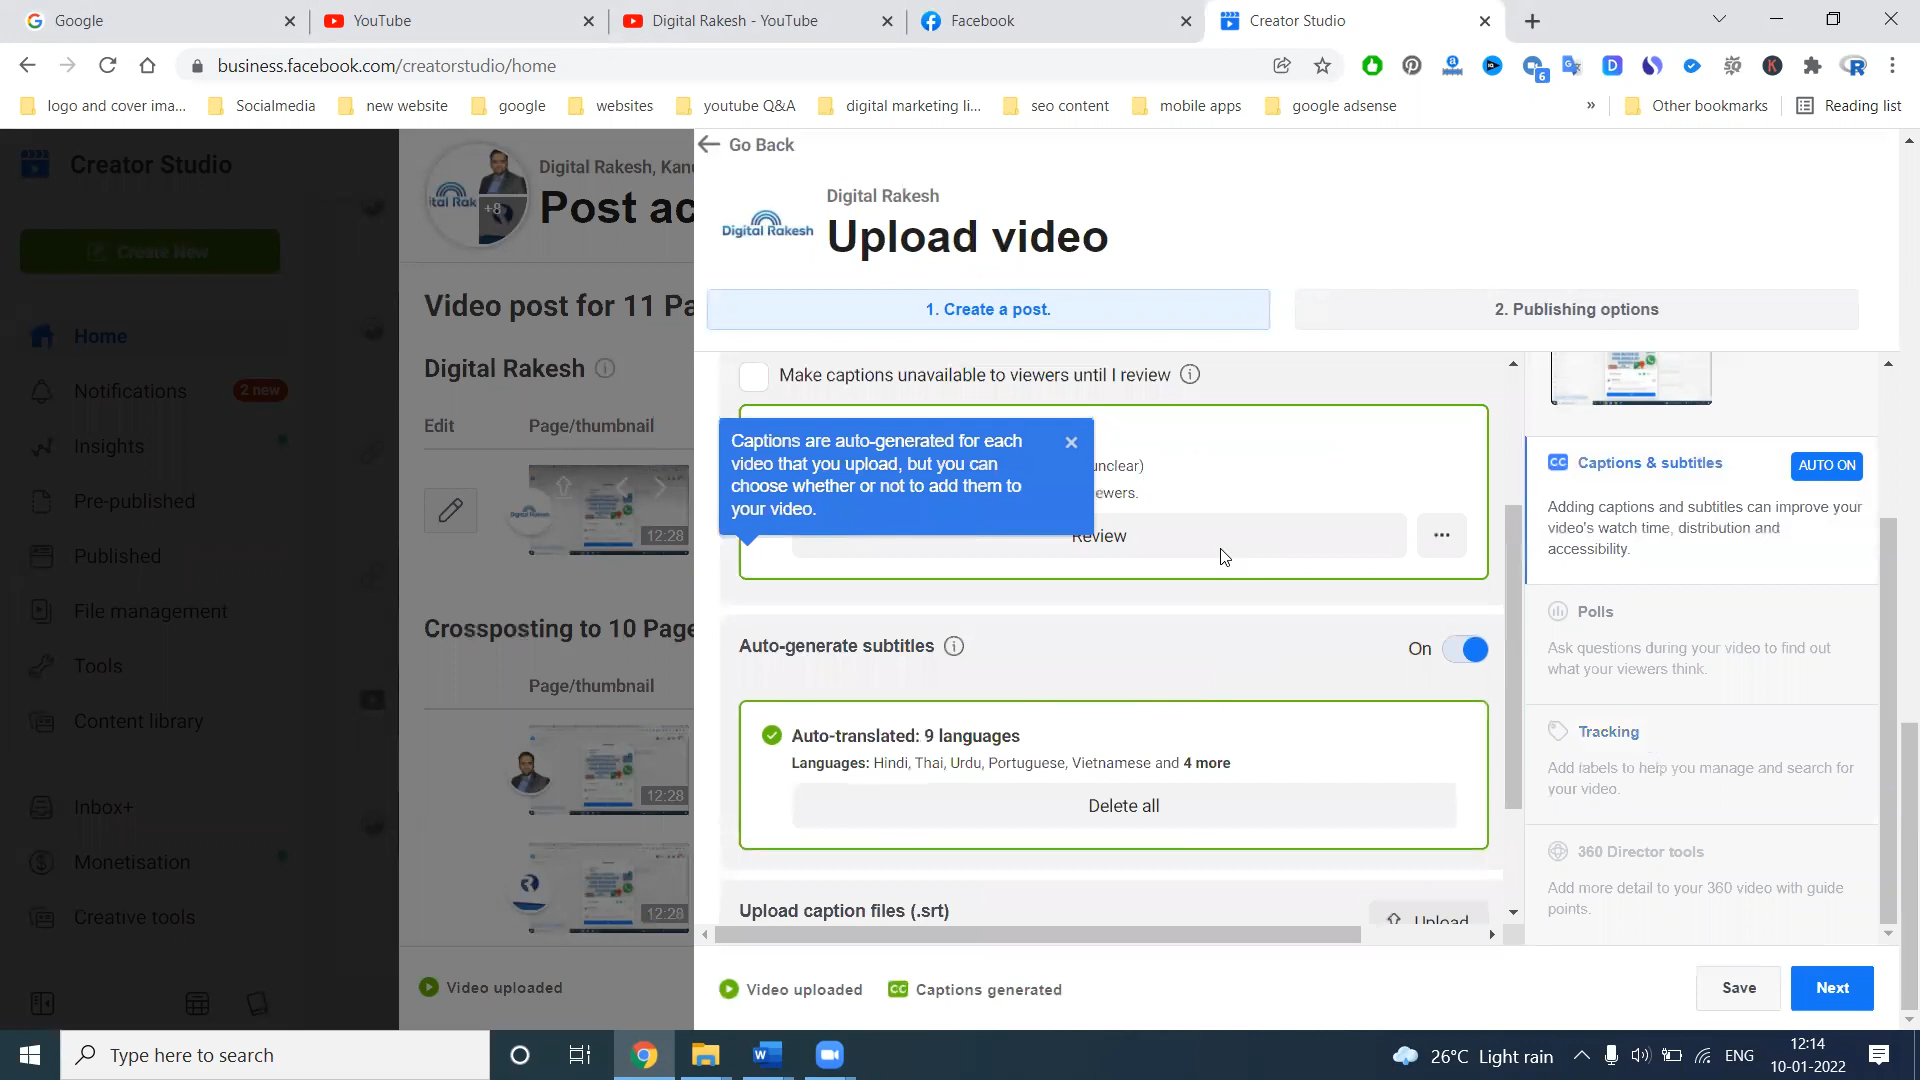 Google
YouTube
Digital Rakesh - YouTube
Facebook
Creator Studio
business.facebook.com/creatorstudio/home
6
logo and cover ima...
Socialmedia
new website
google
websites
youtube Q&A
digital marketing li...
seo content
mobile apps
google adsense
»
Other bookmarks
Reading list
Creator Studio
Create New
Home
Notifications
2 new
Insights
Pre-published
Published
File management
Tools
Content library
Inbox+
Monetisation
Creative tools
ital Rak
+8
Digital Rakesh, Kan
Post ac
Video post for 11 Pa
Digital Rakesh
Edit
Page/thumbnail
12:28
Crossposting to 10 Page
Page/thumbnail
12:28
12:28
Video uploaded
Go Back
Digital Rakesh
Digital Rakesh
Upload video
1. Create a post.
2. Publishing options
Make captions unavailable to viewers until I review
Captions are auto-generated for each
video that you upload, but you can
choose whether or not to add them to
your video.
unclear)
ewers.
Review
Auto-generate subtitles
On
Auto-translated: 9 languages
Languages: Hindi, Thai, Urdu, Portuguese, Vietnamese and 4 more
Delete all
Upload caption files (.srt)
Upload
Captions & subtitles
AUTO ON
Adding captions and subtitles can improve your
video's watch time, distribution and
accessibility.
Polls
Ask questions during your video to find out
what your viewers think.
Tracking
Add labels to help you manage and search for
your video.
360 Director tools
Add more detail to your 360 video with guide
points.
Video uploaded
Captions generated
Save
Next
Type here to search
26°C Light rain
ENG
12:14
10-01-2022